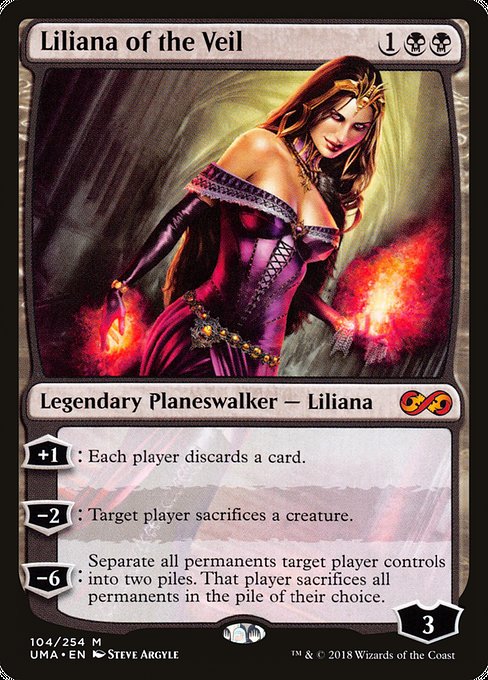 Liliana of the Veil 1
Legendary Planeswalker — Liliana
+1 : Each player discards a card.
−2 : Target player sacrifices a creature.
−6 : Separate all permanents target player controls
into two piles. That player sacrifices all
permanents in the pile of their choice.
3
104/254 M
UMA • EN Steve Argyle
™ & © 2018 Wizards of the Coast